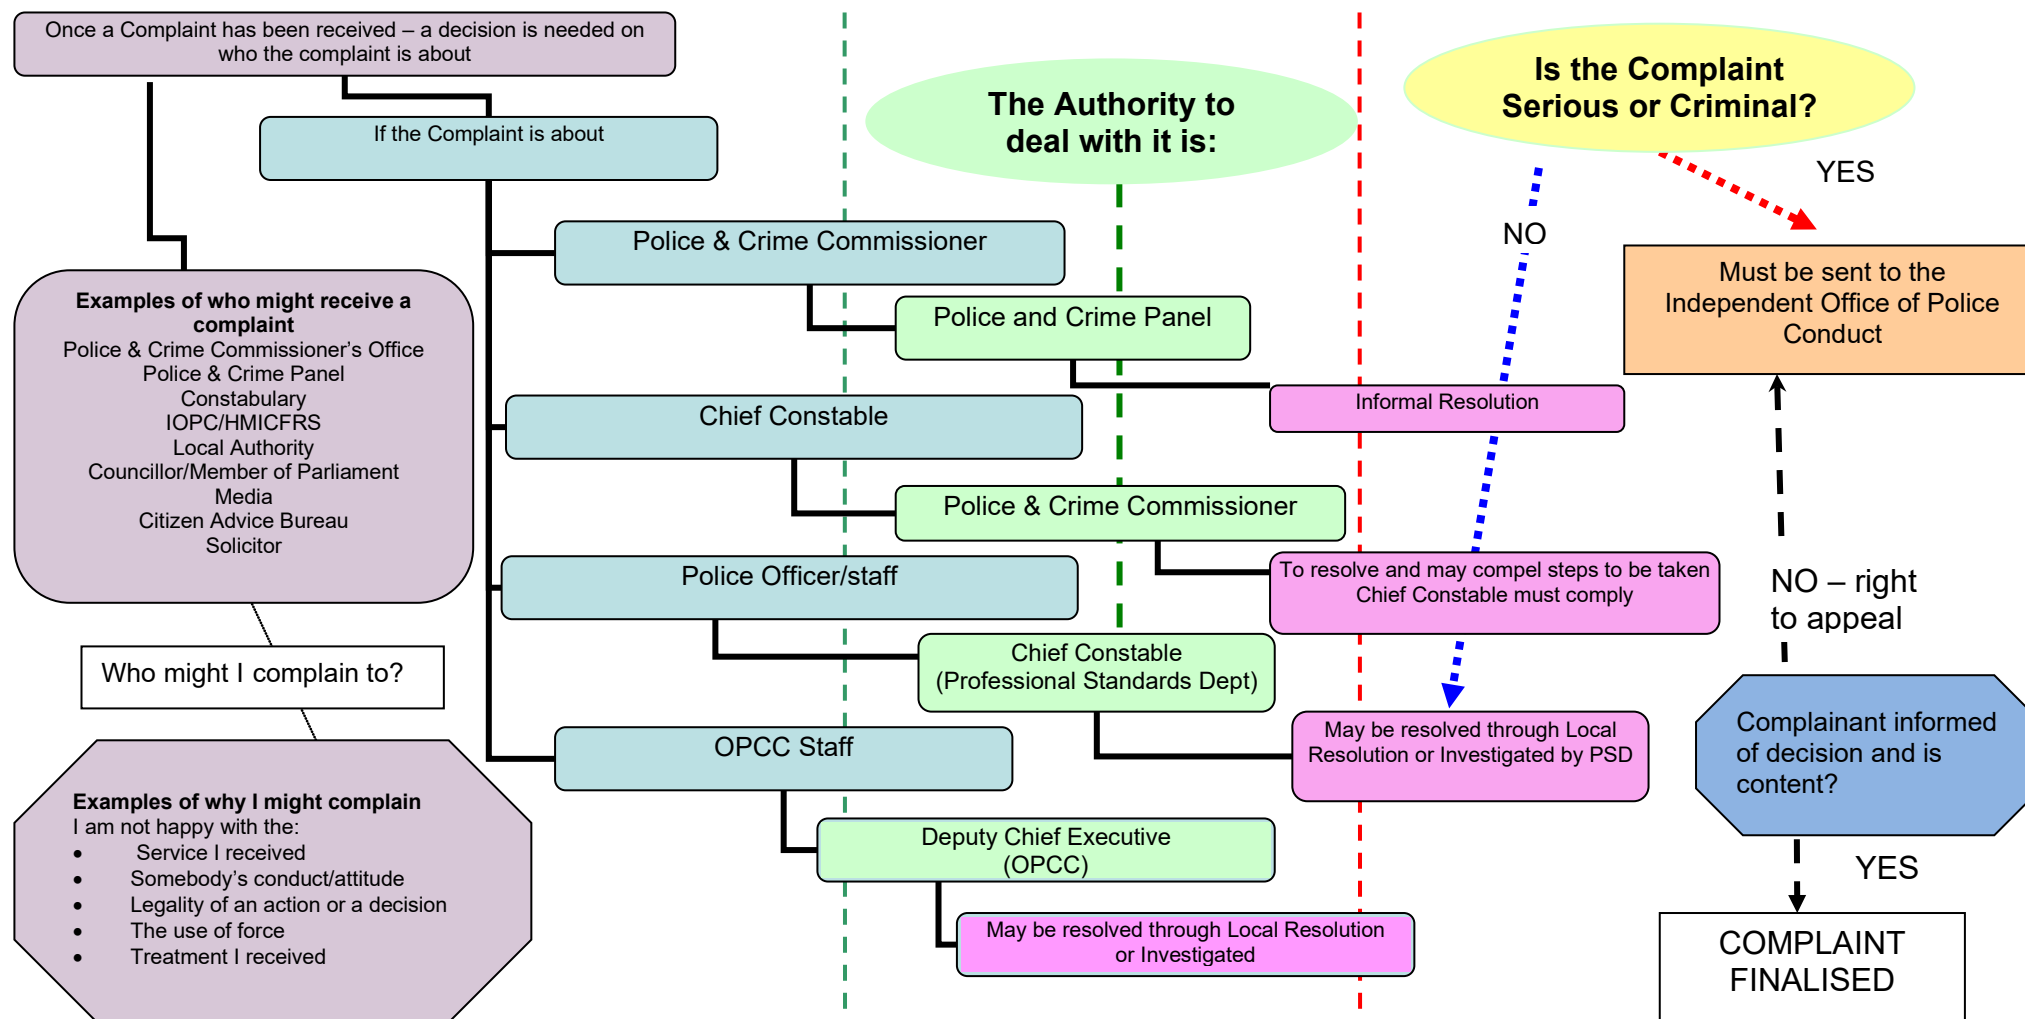 Once a Complaint has been received – a decision is needed on
who the complaint is about
If the Complaint is about
The Authority to
deal with it is:
Is the Complaint
Serious or Criminal?
YES
NO
Must be sent to the
Independent Office of Police
Conduct
Police & Crime Commissioner
Police and Crime Panel
Informal Resolution
Chief Constable
Police & Crime Commissioner
To resolve and may compel steps to be taken
Chief Constable must comply
Police Officer/staff
Chief Constable
(Professional Standards Dept)
May be resolved through Local
Resolution or Investigated by PSD
OPCC Staff
Deputy Chief Executive
(OPCC)
May be resolved through Local Resolution
or Investigated
Examples of who might receive a
complaint
Police & Crime Commissioner’s Office
Police & Crime Panel
Constabulary
IOPC/HMICFRS
Local Authority
Councillor/Member of Parliament
Media
Citizen Advice Bureau
Solicitor
Who might I complain to?
Examples of why I might complain
I am not happy with the:
• Service I received
• Somebody’s conduct/attitude
• Legality of an action or a decision
• The use of force
• Treatment I received
NO – right
to appeal
Complainant informed
of decision and is
content?
YES
COMPLAINT
FINALISED